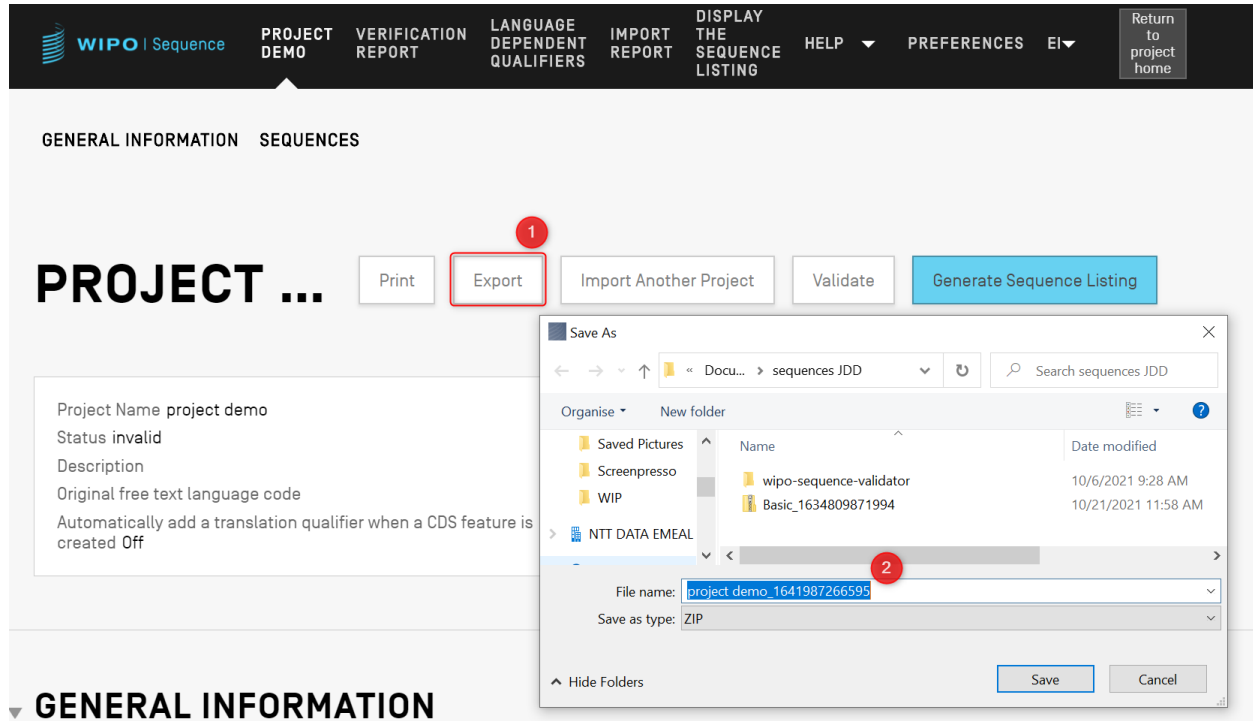 WIPO | Sequence
PROJECT
DEMO
VERIFICATION
REPORT
LANGUAGE
DEPENDENT
QUALIFIERS
IMPORT
REPORT
DISPLAY
THE
SEQUENCE
LISTING
HELP
PREFERENCES
EI
Return
to
project
home
GENERAL INFORMATION SEQUENCES
1
PROJECT ...
Print
Export
Import Another Project
Validate
Generate Sequence Listing
Project Name project demo
Status invalid
Description
Original free text language code
Automatically add a translation qualifier when a CDS feature is
created Off
Save As
« Docu... > sequences JDD
Search sequences JDD
Organise
New folder
?
Saved Pictures
Screenpresso
WIP
NTT DATA EMEAL
Name
Date modified
wipo-sequence-validator
10/6/2021 9:28 AM
Basic_1634809871994
10/21/2021 11:58 AM
2
File name: project demo_1641987266595
Save as type: ZIP
Hide Folders
Save
Cancel
GENERAL INFORMATION